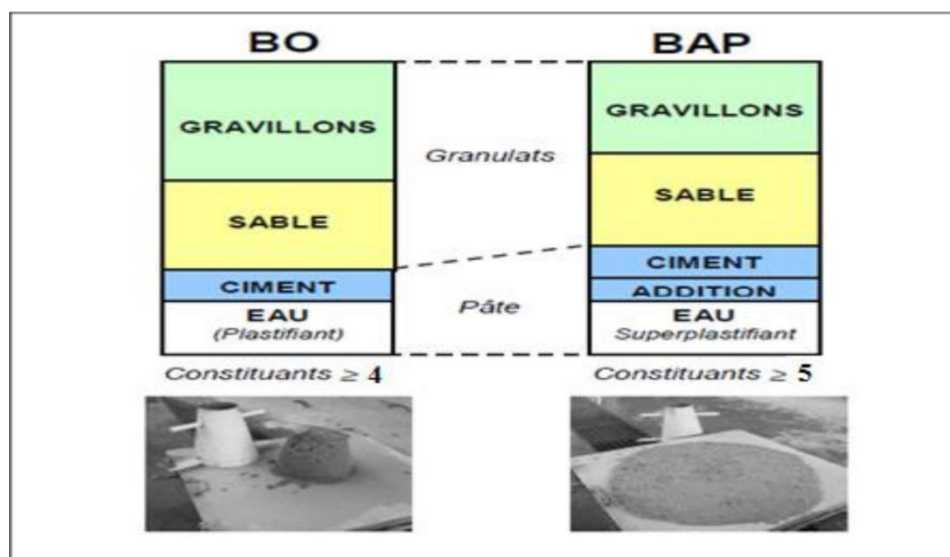 BO
BAP
GRAVILLONS
GRAVILLONS
Granulats
SABLE
SABLE
CIMENT
CIMENT
ADDITION
Pâte
EAU
(Plastifiant)
EAU
Superplastifiant
Constituants ≥ 4
Constituants ≥ 5